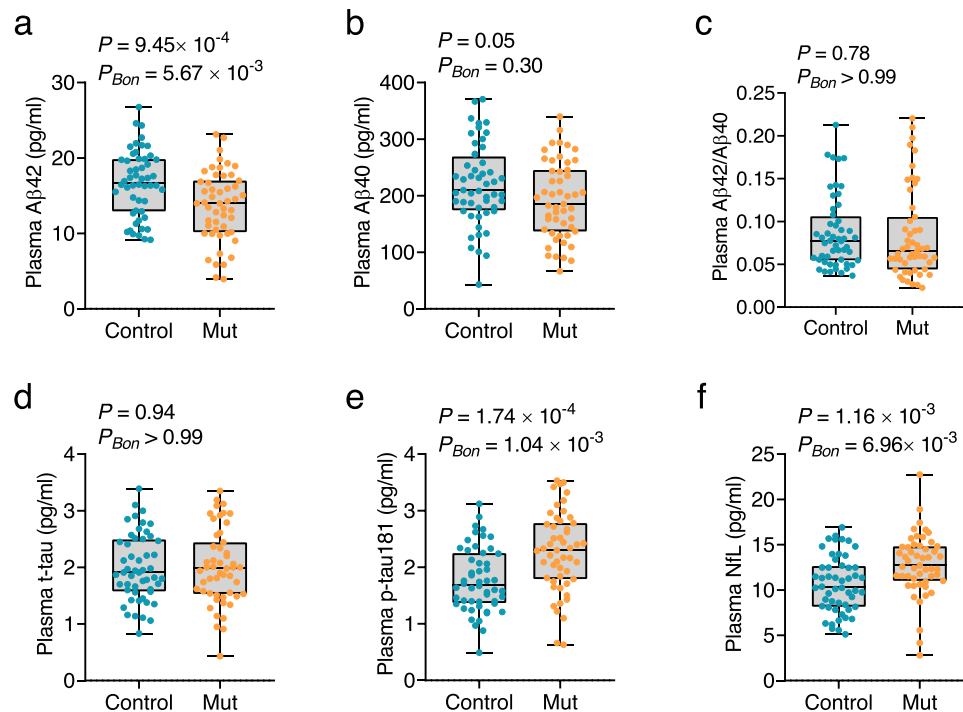 a
P = 9.45× 10-4
PBon = 5.67 × 10-3
Plasma Aβ42 (pg/ml)
30
20
10
0
Control Mut
b
P = 0.05
PBon = 0.30
Plasma Aβ40 (pg/ml)
400
300
200
100
0
Control Mut
c
P = 0.78
PBon > 0.99
Plasma Aβ42/Aβ40
0.25
0.20
0.15
0.10
0.05
0.00
Control Mut
d
P = 0.94
PBon > 0.99
Plasma t-tau (pg/ml)
4
3
2
1
0
Control Mut
e
P = 1.74 × 10-4
PBon = 1.04 × 10-3
Plasma p-tau181 (pg/ml)
4
3
2
1
0
Control Mut
f
P = 1.16 × 10-3
PBon = 6.96× 10-3
Plasma NfL (pg/ml)
25
20
15
10
5
0
Control Mut